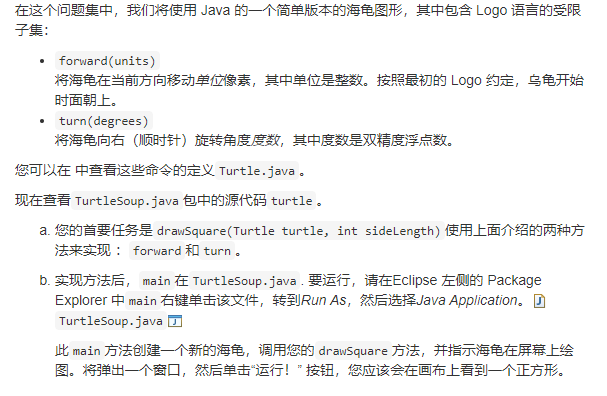 在这个问题集中，我们将使用 Java 的一个简单版本的海龟图形，其中包含 Logo 语言的受限
子集：
• forward(units)
将海龟在当前方向移动单位像素，其中单位是整数。按照最初的 Logo 约定，乌龟开始
时面朝上。
• turn(degrees)
将海龟向右（顺时针）旋转角度度数，其中度数是双精度浮点数。
您可以在 中查看这些命令的定义 Turtle.java 。
现在查看 TurtleSoup.java 包中的源代码 turtle 。
a. 您的首要任务是 drawSquare(Turtle turtle, int sideLength) 使用上面介绍的两种方
法来实现 ： forward 和 turn 。
b. 实现方法后， main 在 TurtleSoup.java . 要运行，请在Eclipse 左侧的 Package
Explorer 中 main 右键单击该文件，转到Run As，然后选择Java Application。
TurtleSoup.java
此 main 方法创建一个新的海龟，调用您的 drawSquare 方法，并指示海龟在屏幕上绘
图。将弹出一个窗口，然后单击“运行！” 按钮，您应该会在画布上看到一个正方形。